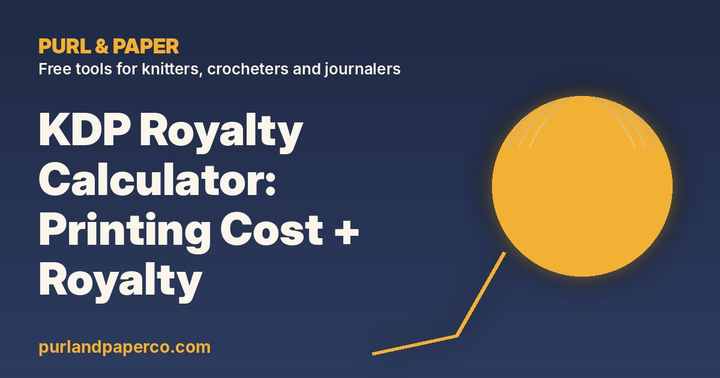 PURL & PAPER
Free tools for knitters, crocheters and journalers
KDP Royalty
Calculator:
Printing Cost +
Royalty
purlandpaperco.com